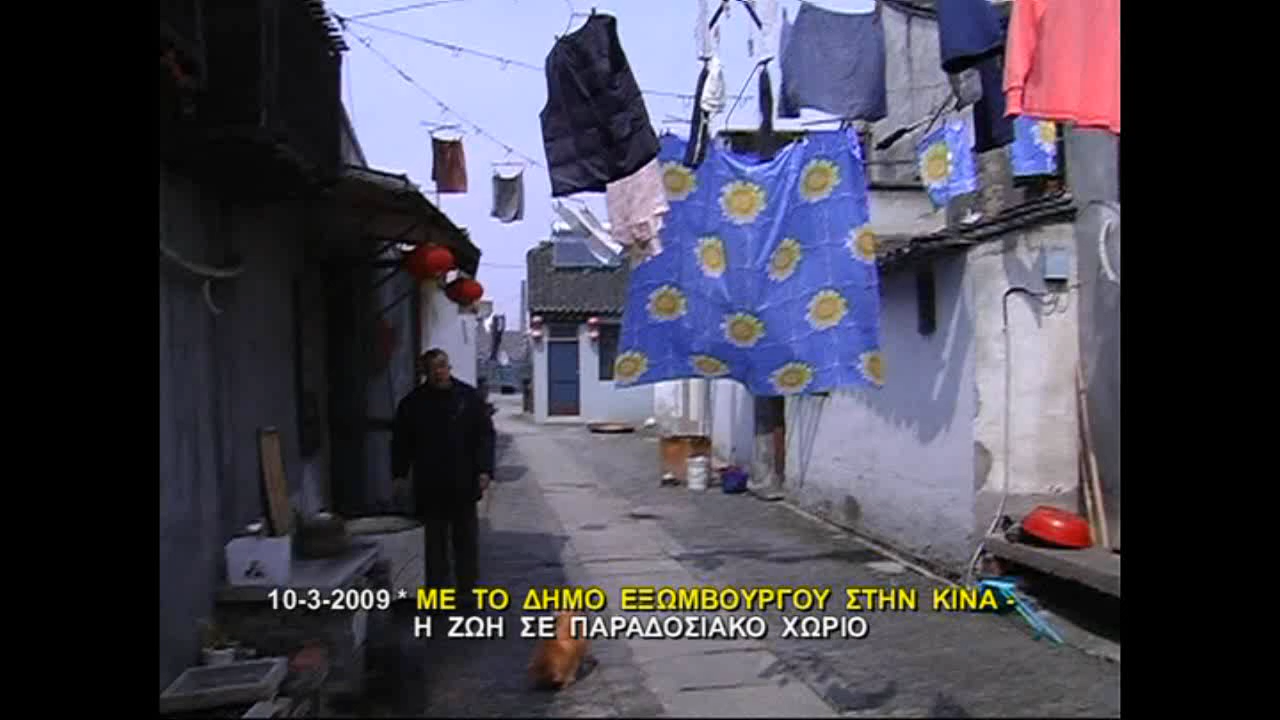 10-3-2009 * ΜΕ ΤΟ ΔΗΜΟ ΕΞΩΜΒΟΥΡΓΟΥ ΣΤΗΝ ΚΙΝΑ -
Η ΖΩΗ ΣΕ ΠΑΡΑΔΟΣΙΑΚΟ ΧΩΡΙΟ